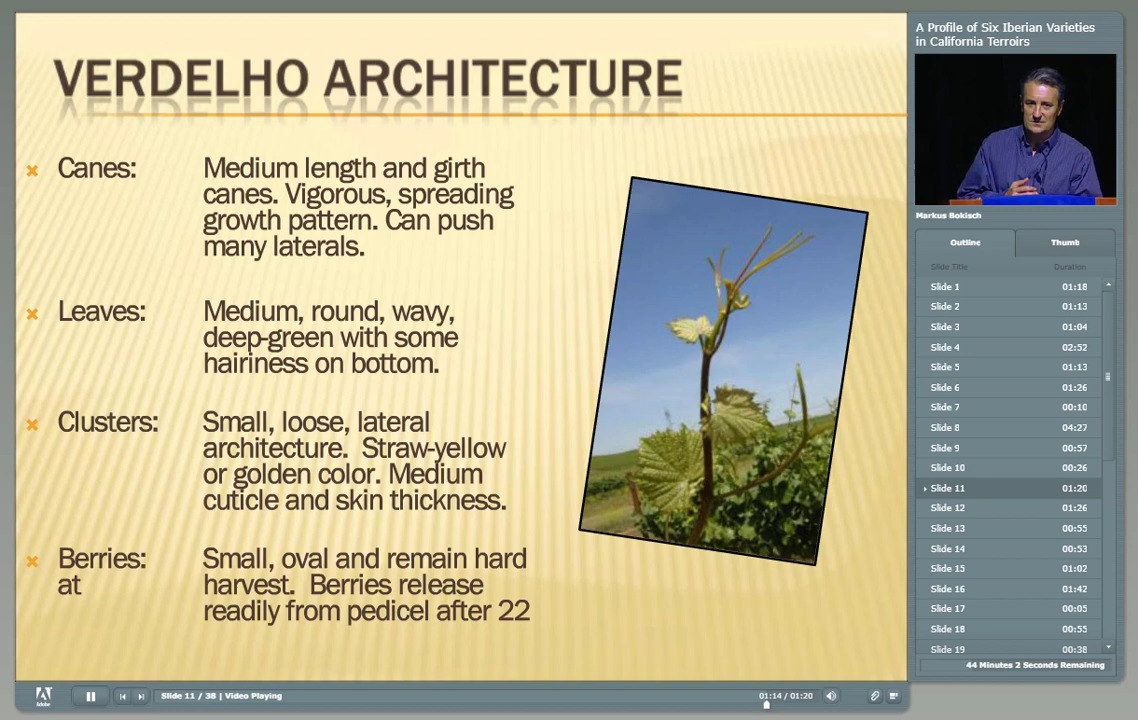 VERDELHO ARCHITECTURE
Canes: Medium length and girth
canes. Vigorous, spreading
growth pattern. Can push
many laterals.
Leaves: Medium, round, wavy,
deep-green with some
hairiness on bottom.
Clusters: Small, loose, lateral
architecture. Straw-yellow
or golden color. Medium
cuticle and skin thickness.
Berries: Small, oval and remain hard
at harvest. Berries release
readily from pedicel after 22
A Profile of Six Iberian Varieties
in California Terroirs
Markus Bokisch
Outline Thumb
Slide Title Duration
Slide 1 01:18
Slide 2 01:13
Slide 3 01:04
Slide 4 02:52
Slide 5 01:13
Slide 6 01:26
Slide 7 00:10
Slide 8 04:27
Slide 9 00:57
Slide 10 00:26
Slide 11 01:20
Slide 12 01:26
Slide 13 00:55
Slide 14 00:53
Slide 15 01:02
Slide 16 01:42
Slide 17 00:05
Slide 18 00:55
Slide 19 00:38
44 Minutes 2 Seconds Remaining
Adobe
Slide 11 / 38 | Video Playing
01:14 / 01:20